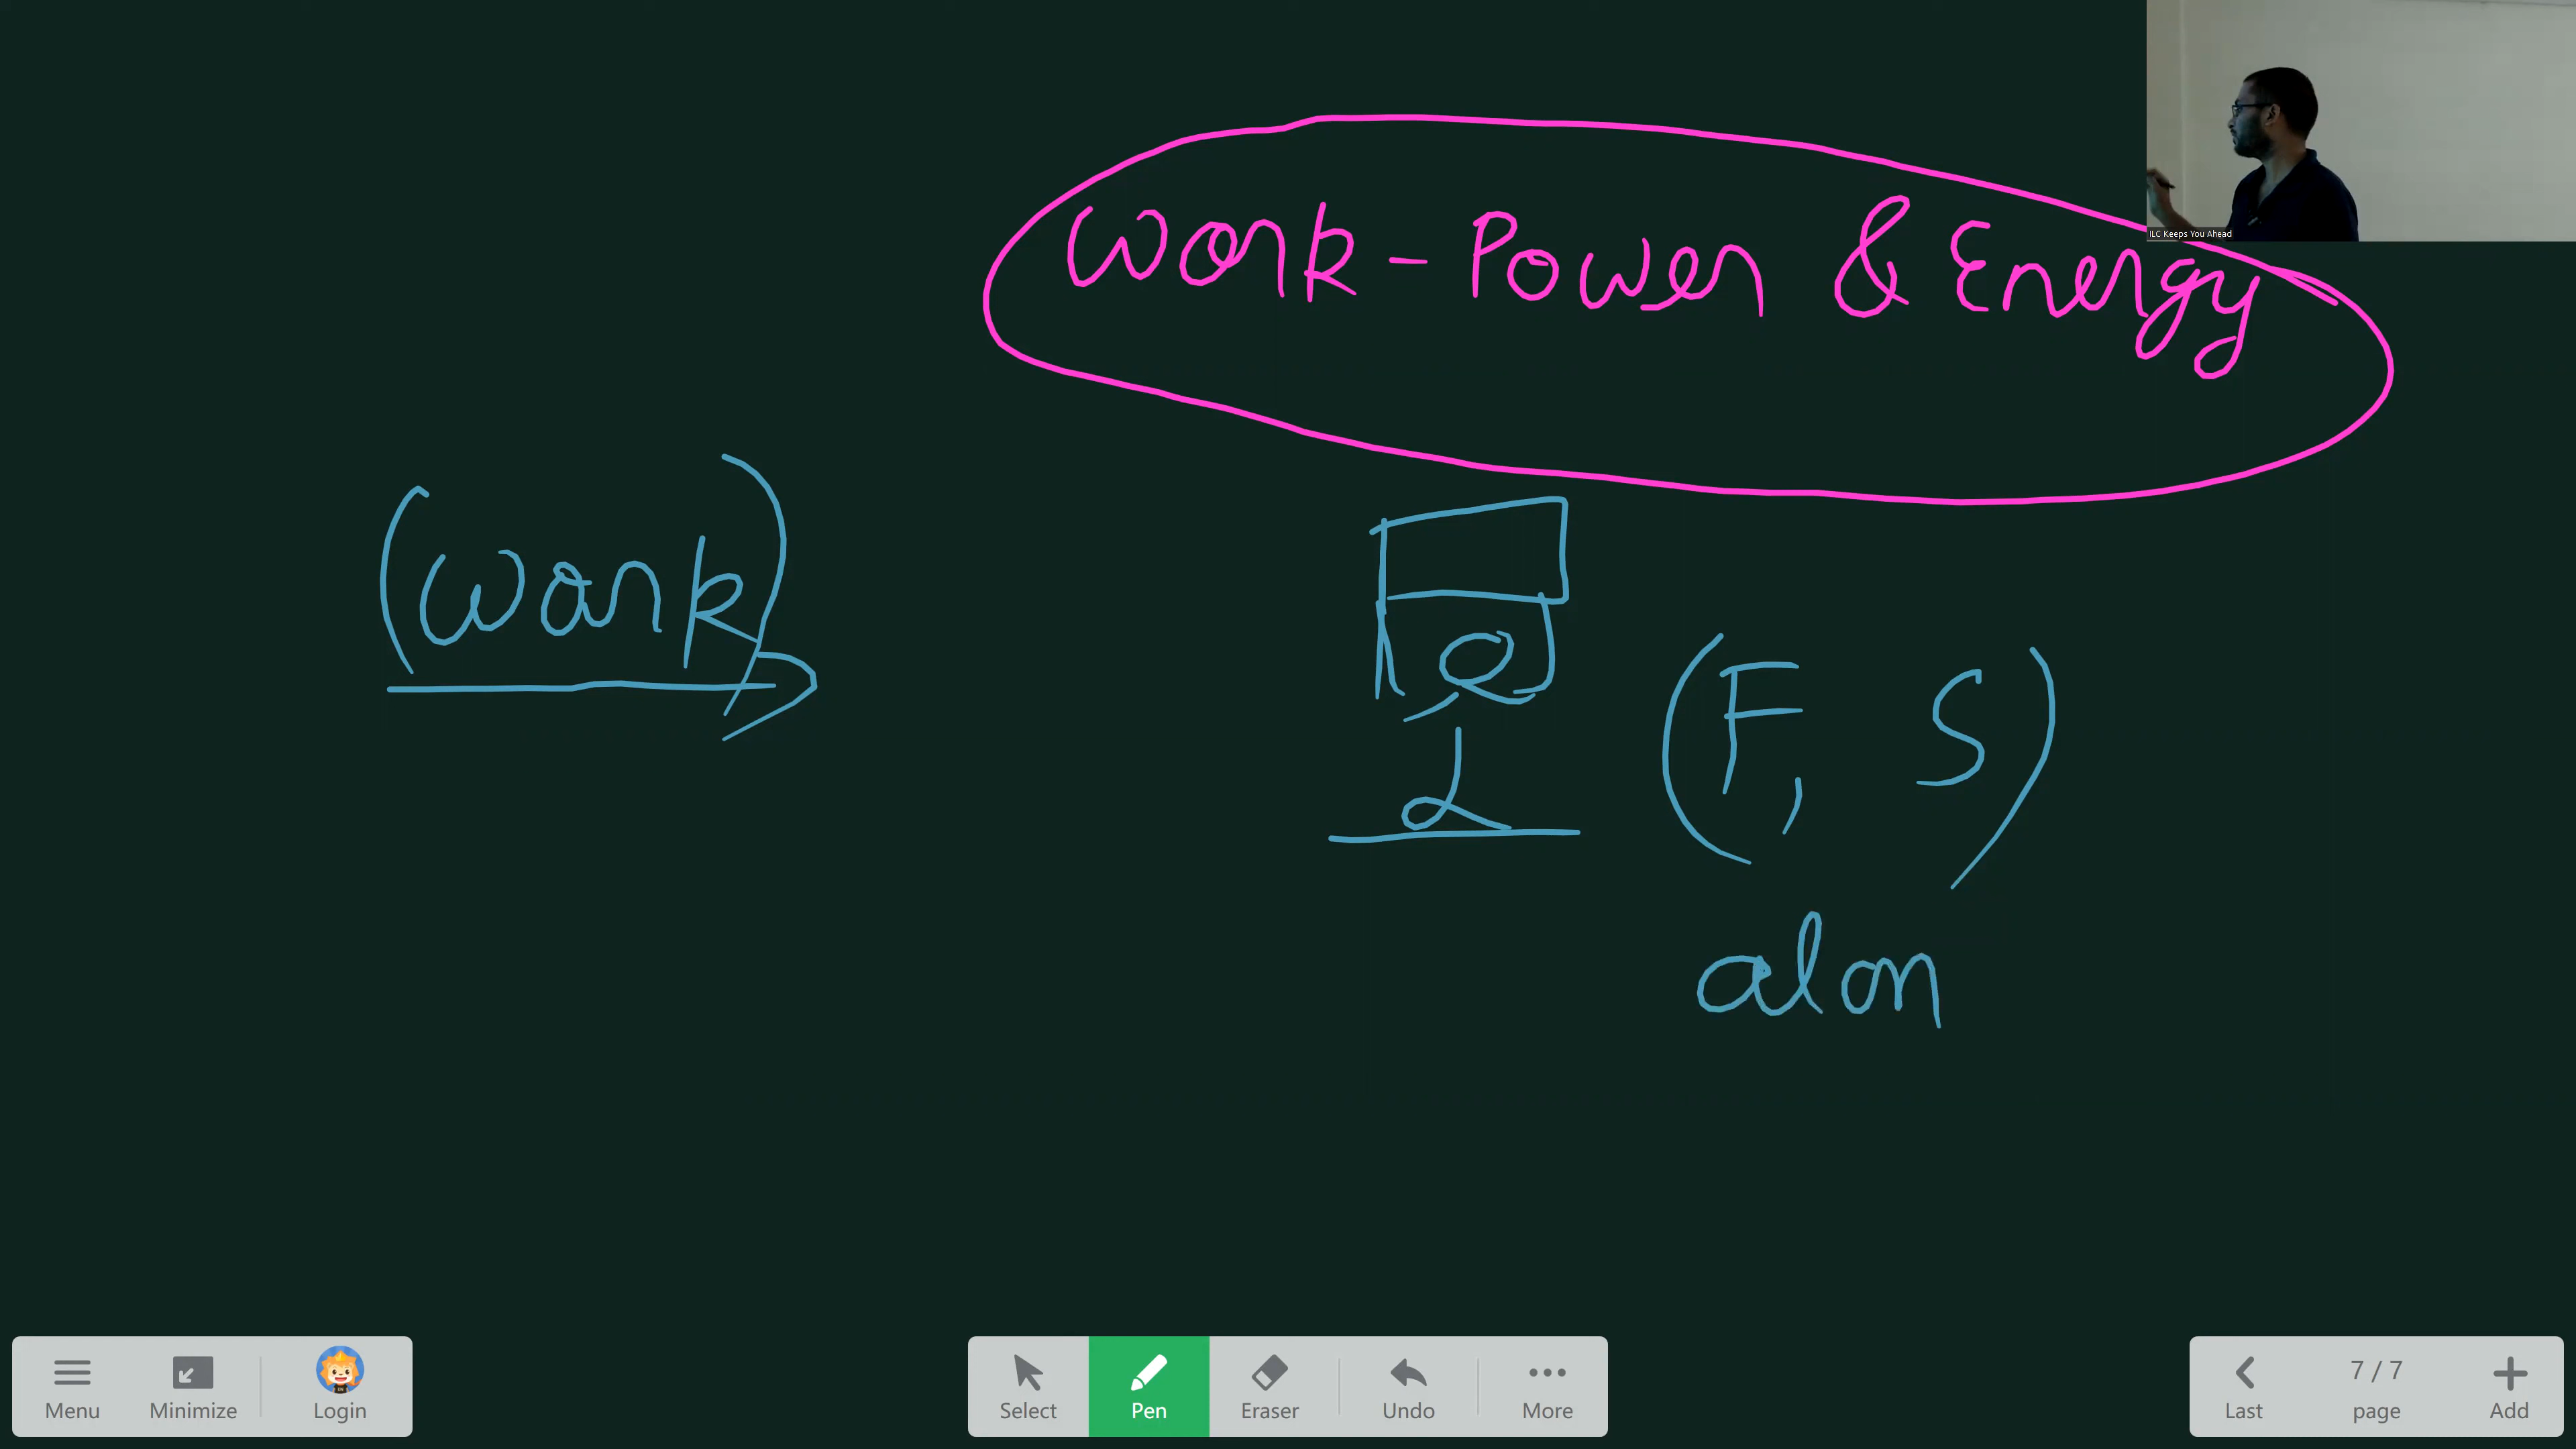 Work - Power & Energy
ILC Keeps You Ahead
(Work)
(F, S)
alon
Menu Minimize Login
Select Pen Eraser Undo More
Last 7 / 7 page Add